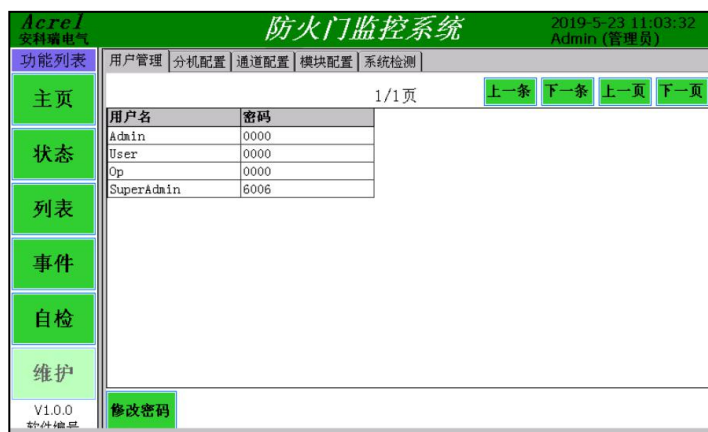 Acrel
安科瑞电气
防火门监控系统
2019-5-23 11:03:32
Admin (管理员)
功能列表
用户管理 分机配置 通道配置 模块配置 系统检测
主页
1/1页
上一条 下一条 上一页 下一页
用户名 密码
Admin 0000
User 0000
Op 0000
SuperAdmin 6006
状态
列表
事件
自检
维护
V1.0.0
软件编号
修改密码